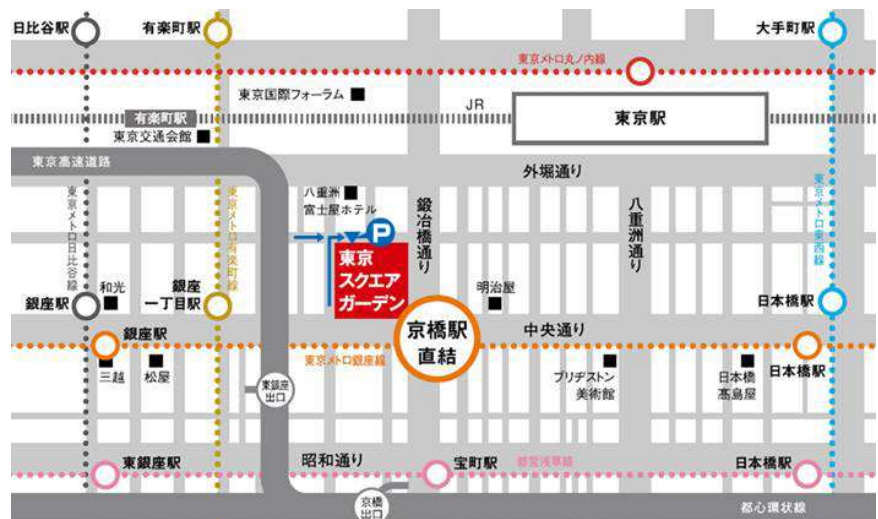 日比谷駅
有楽町駅
大手町駅
東京メトロ丸ノ内線
東京国際フォーラム
JR
東京駅
有楽町駅
東京交通会館
東京高速道路
外堀通り
東京メトロ日比谷線
東京メトロ有楽町線
八重洲
富士屋ホテル
鍛冶橋通り
八重洲通り
東京メトロ東西線
P
東京
スクエア
ガーデン
和光
銀座駅
銀座
一丁目駅
明治屋
日本橋駅
銀座駅
京橋駅
直結
中央通り
東京メトロ銀座線
三越
松屋
ブリヂストン
美術館
日本橋
髙島屋
日本橋駅
東銀座
出口
東銀座駅
昭和通り
宝町駅
都営浅草線
日本橋駅
京橋
出口
都心環状線